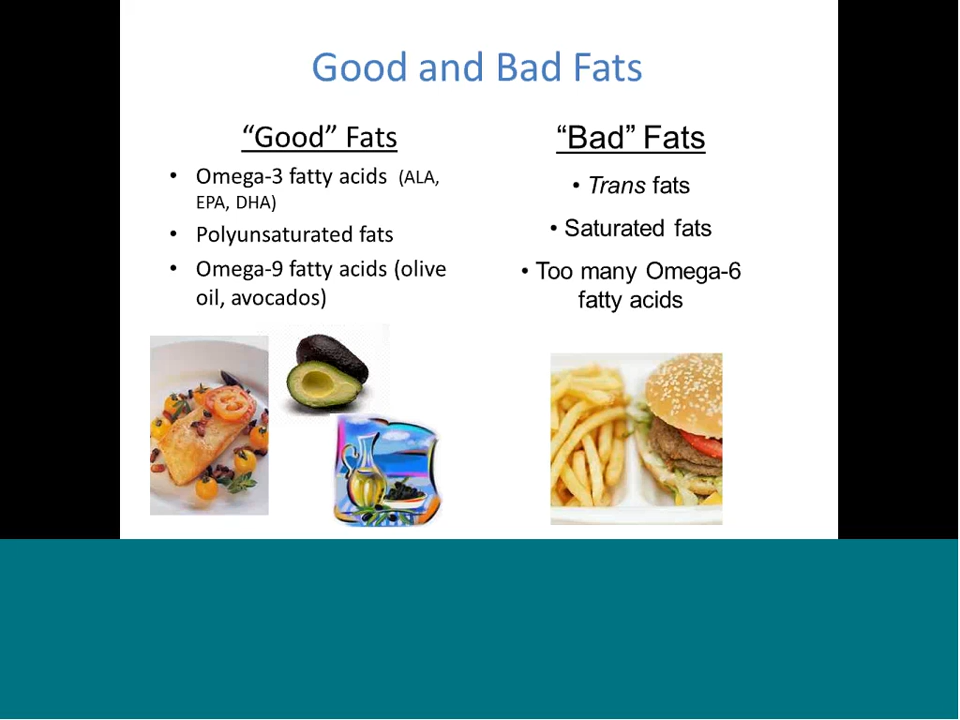 Good and Bad Fats
“Good” Fats
• Omega-3 fatty acids (ALA,
EPA, DHA)
• Polyunsaturated fats
• Omega-9 fatty acids (olive
oil, avocados)
“Bad” Fats
• Trans fats
• Saturated fats
• Too many Omega-6
fatty acids